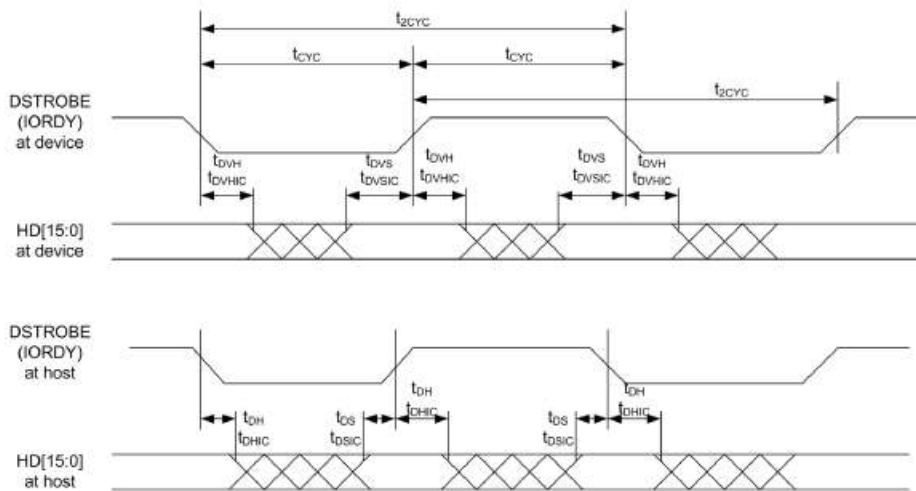 t2CYC
tCYC tCYC
t2CYC
DSTROBE
(IORDY)
at device
tDVH tDVS tDVH tDVS tDVH
tDVHIC tDVSIC tDVHIC tDVSIC tDVHIC
HD[15:0]
at device
DSTROBE
(IORDY)
at host
tDH tDH
tDH tDS tDHIC tDS tDHIC
tDHIC tDSIC tDSIC
HD[15:0]
at host